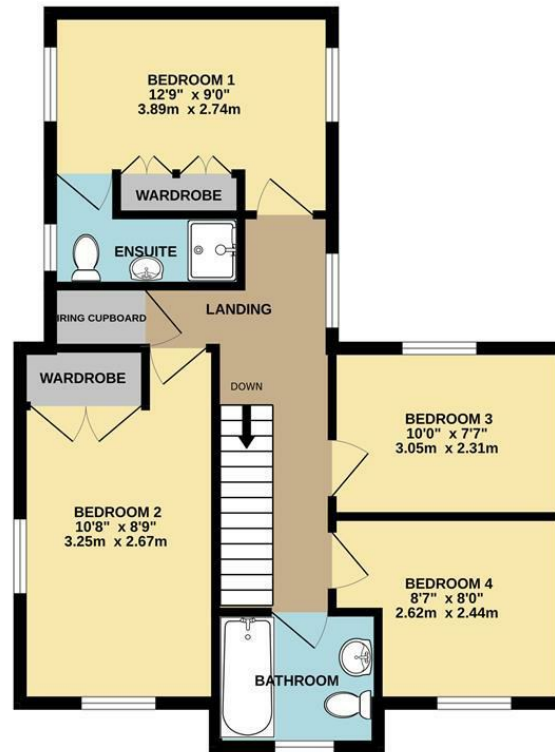 BEDROOM 1
12'9" x 9'0"
3.89m x 2.74m
WARDROBE
ENSUITE
IRING CUPBOARD
LANDING
WARDROBE
DOWN
BEDROOM 3
10'0" x 7'7"
3.05m x 2.31m
BEDROOM 2
10'8" x 8'9"
3.25m x 2.67m
BEDROOM 4
8'7" x 8'0"
2.62m x 2.44m
BATHROOM